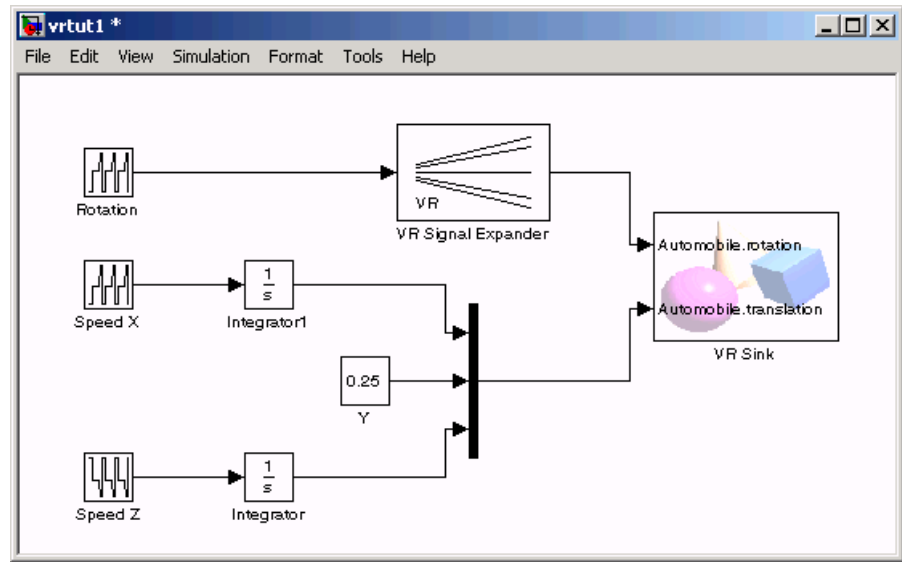 vrtut1 *
File Edit View Simulation Format Tools Help
VR
Rotation
VR Signal Expander
Automobile.rotation
1
s
Speed X
Integrator1
Automobile.translation
VR Sink
0.25
Y
1
s
Speed Z
Integrator